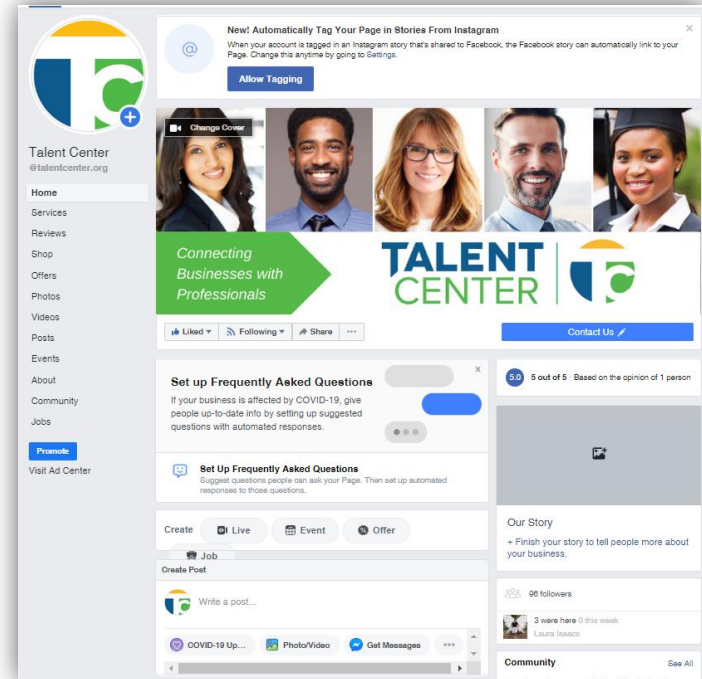 New! Automatically Tag Your Page in Stories From Instagram
When your account is tagged in an Instagram story that's shared to Facebook, the Facebook story can automatically link to your
Page. Change this anytime by going to Settings.
Allow Tagging
Talent Center
@talentcenter.org
Home
Services
Reviews
Shop
Offers
Photos
Videos
Posts
Events
About
Community
Jobs
Promote
Visit Ad Center
Change Cover
Connecting
Businesses with
Professionals
TALENT
CENTER
Liked
Following
Share
Contact Us
Set up Frequently Asked Questions
If your business is affected by COVID-19, give
people up-to-date info by setting up suggested
questions with automated responses.
Set Up Frequently Asked Questions
Suggest questions people can ask your Page. Then set up automated
responses to those questions.
Create
Live
Event
Offer
Job
Create Post
Write a post...
COVID-19 Up...
Photo/Video
Get Messages
5.0
5 out of 5 · Based on the opinion of 1 person
Our Story
+ Finish your story to tell people more about
your business.
96 followers
3 were here 0 this week
Laura Isaacs
Community
See All